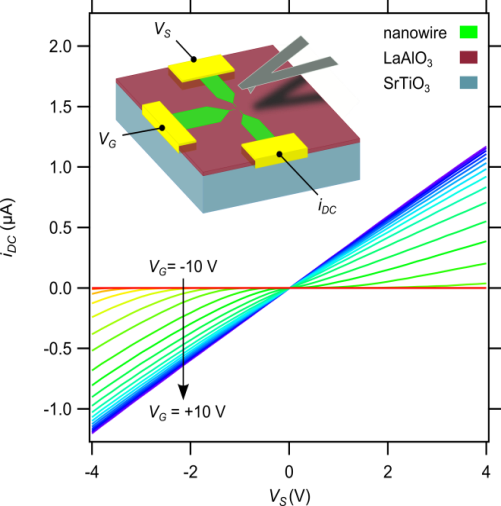 V_S
nanowire
LaAlO₃
SrTiO₃
V_G
i_DC
2.0
1.5
1.0
0.5
0.0
-0.5
-1.0
i_DC (µA)
V_G= -10 V
V_G = +10 V
-4
-2
0
2
4
V_S(V)